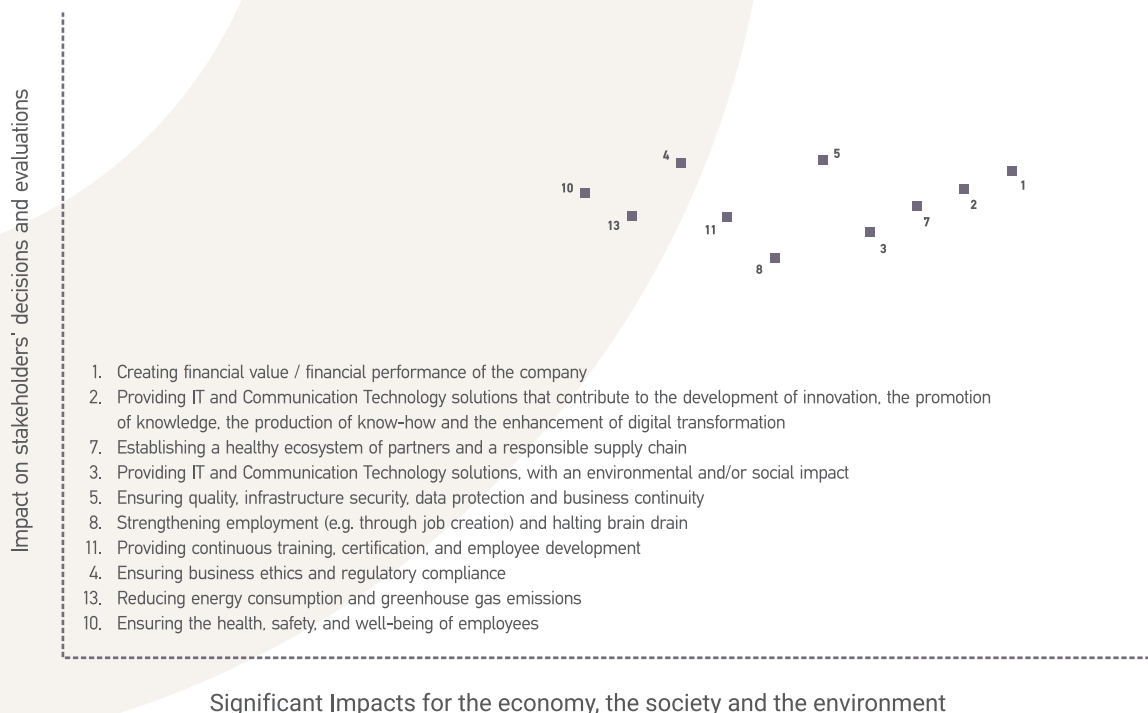 Impact on stakeholders' decisions and evaluations
4
5
10
1
2
13
11
7
3
8
1. Creating financial value / financial performance of the company
2. Providing IT and Communication Technology solutions that contribute to the development of innovation, the promotion
of knowledge, the production of know-how and the enhancement of digital transformation
7. Establishing a healthy ecosystem of partners and a responsible supply chain
3. Providing IT and Communication Technology solutions, with an environmental and/or social impact
5. Ensuring quality, infrastructure security, data protection and business continuity
8. Strengthening employment (e.g. through job creation) and halting brain drain
11. Providing continuous training, certification, and employee development
4. Ensuring business ethics and regulatory compliance
13. Reducing energy consumption and greenhouse gas emissions
10. Ensuring the health, safety, and well-being of employees
Significant Impacts for the economy, the society and the environment